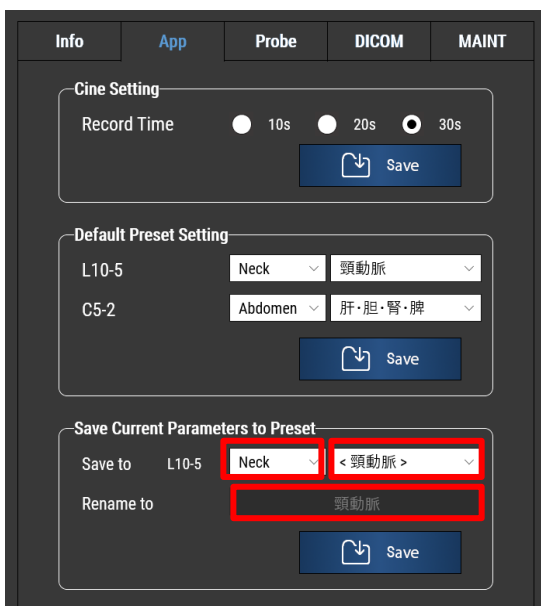 Info App Probe DICOM MAINT
Cine Setting
Record Time 10s 20s 30s
Save
Default Preset Setting
L10-5 Neck 頸動脈
C5-2 Abdomen 肝･胆･腎･脾
Save
Save Current Parameters to Preset
Save to L10-5 Neck < 頸動脈 >
Rename to 頸動脈
Save